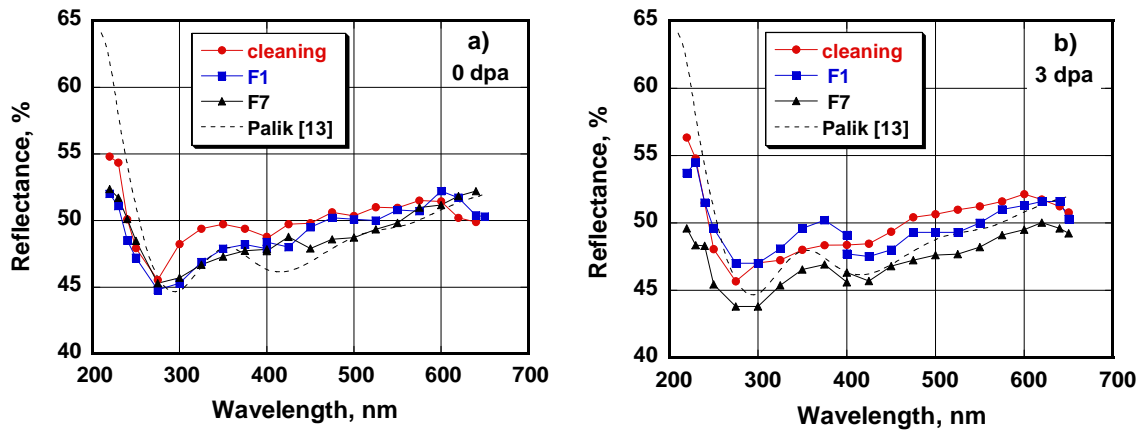 a)
0 dpa
cleaning
F1
F7
Palik [13]
Reflectance, %
65
60
55
50
45
40
200 300 400 500 600 700
Wavelength, nm
b)
3 dpa
cleaning
F1
F7
Palik [13]
Reflectance, %
65
60
55
50
45
40
200 300 400 500 600 700
Wavelength, nm